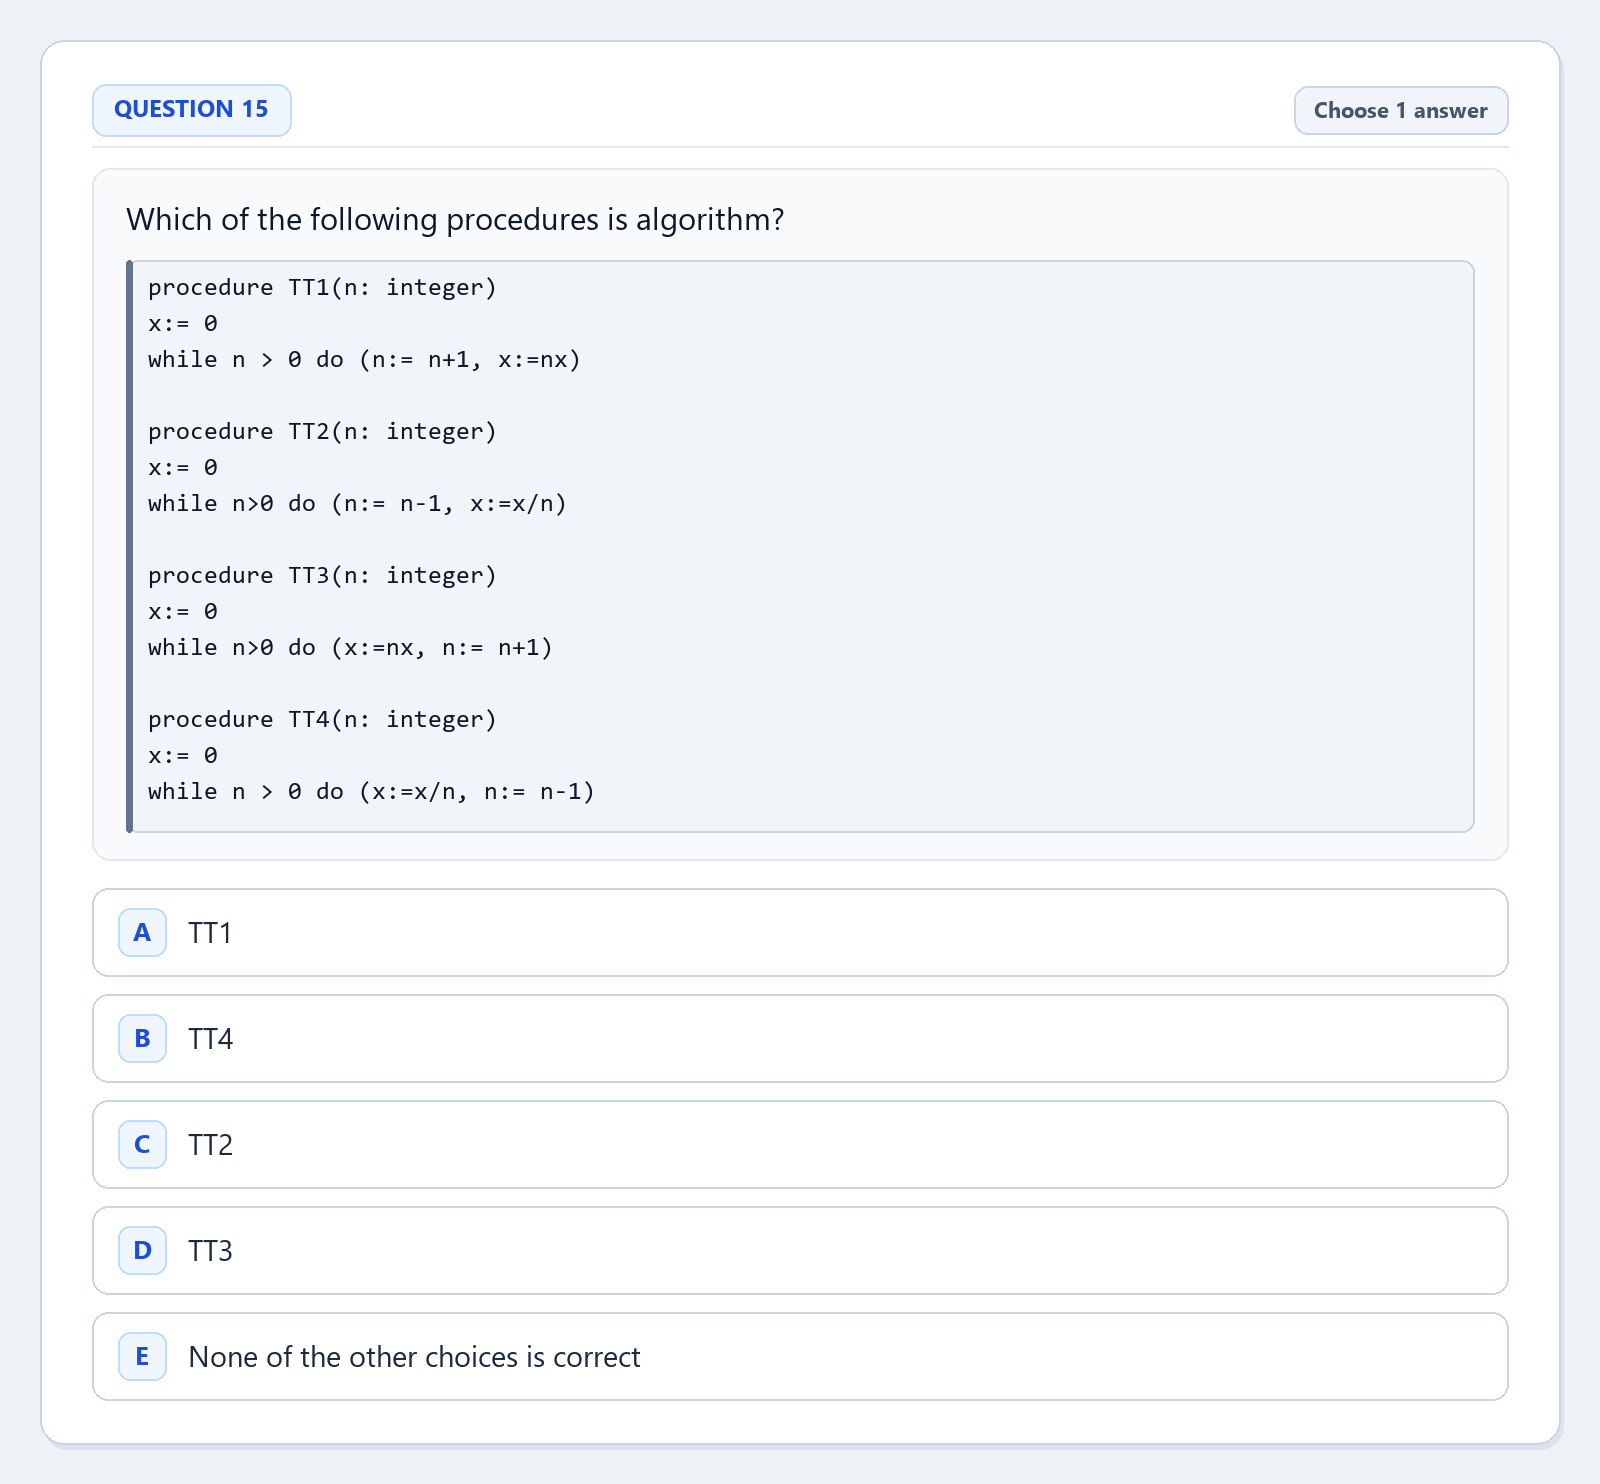 QUESTION 15
Choose 1 answer
Which of the following procedures is algorithm?
procedure TT1(n: integer)
x:= 0
while n > 0 do (n:= n+1, x:=nx)
procedure TT2(n: integer)
x:= 0
while n>0 do (n:= n-1, x:=x/n)
procedure TT3(n: integer)
x:= 0
while n>0 do (x:=nx, n:= n+1)
procedure TT4(n: integer)
x:= 0
while n > 0 do (x:=x/n, n:= n-1)
A TT1
B TT4
C TT2
D TT3
E None of the other choices is correct